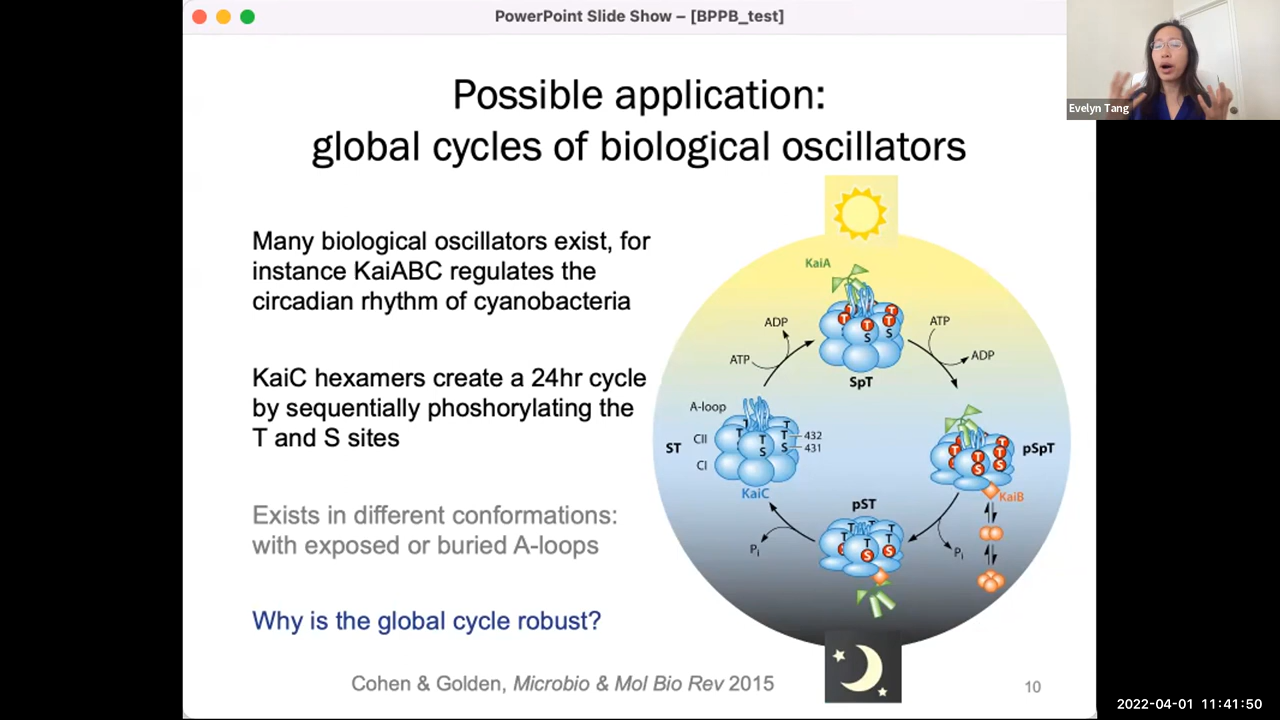 PowerPoint Slide Show – [BPPB_test]
Evelyn Tang
Possible application:
global cycles of biological oscillators
Many biological oscillators exist, for
instance KaiABC regulates the
circadian rhythm of cyanobacteria
KaiC hexamers create a 24hr cycle
by sequentially phoshorylating the
T and S sites
Exists in different conformations:
with exposed or buried A-loops
Why is the global cycle robust?
KaiA
T
T
T
T
S
S
SpT
ADP
ATP
ATP
ADP
A-loop
CII
CI
ST
T
T
T
T
S
S
432
431
KaiC
T
T
T
S
S
S
pSpT
KaiB
pST
T
T
T
T
T
S
S
Pi
Pi
Cohen & Golden, Microbio & Mol Bio Rev 2015
10
2022-04-01 11:41:50